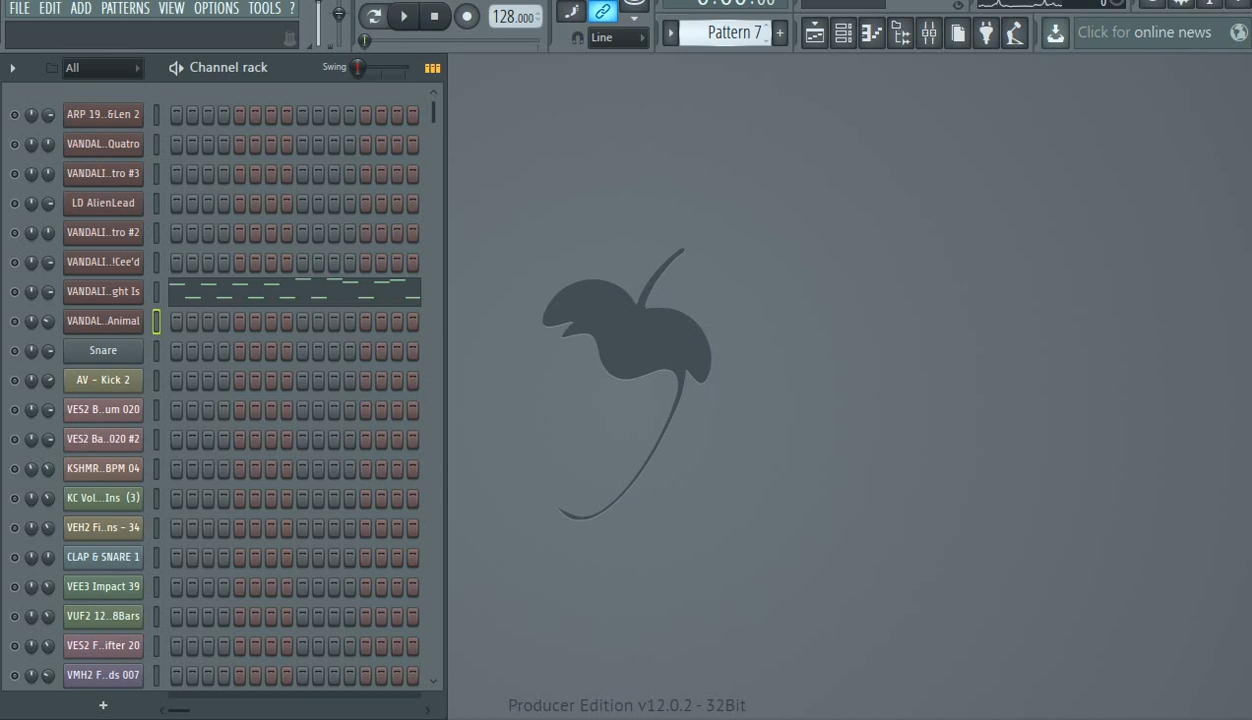 FILE EDIT ADD PATTERNS VIEW OPTIONS TOOLS ?
128.000
Line
Pattern 7
+
Click for online news
All
Channel rack
Swing
ARP 19..&Len 2
VANDAL..Quatro
VANDALI..tro #3
LD AlienLead
VANDALI..tro #2
VANDALI..!Cee'd
VANDALI..ght Is
VANDAL..Animal
Snare
AV - Kick 2
VES2 B..um 020
VES2 Ba..020 #2
KSHMR..BPM 04
KC Vol...Ins (3)
VEH2 Fi..ns - 34
CLAP & SNARE 1
VEE3 Impact 39
VUF2 12..8Bars
VES2 F..ifter 20
VMH2 F..ds 007
+
Producer Edition v12.0.2 - 32Bit